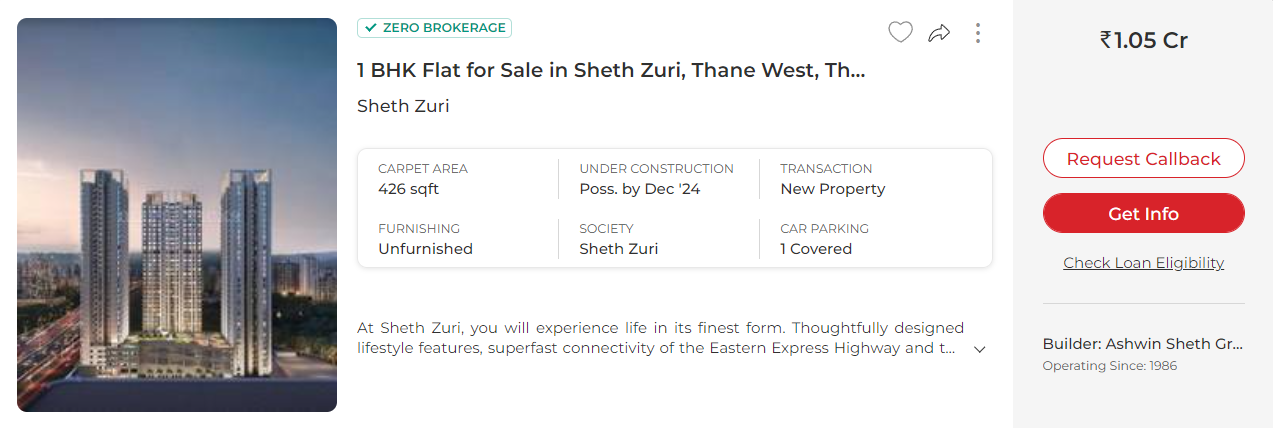 ZERO BROKERAGE
1 BHK Flat for Sale in Sheth Zuri, Thane West, Th...
Sheth Zuri
CARPET AREA
426 sqft
UNDER CONSTRUCTION
Poss. by Dec '24
TRANSACTION
New Property
FURNISHING
Unfurnished
SOCIETY
Sheth Zuri
CAR PARKING
1 Covered
At Sheth Zuri, you will experience life in its finest form. Thoughtfully designed
lifestyle features, superfast connectivity of the Eastern Express Highway and t...
₹1.05 Cr
Request Callback
Get Info
Check Loan Eligibility
Builder: Ashwin Sheth Gr...
Operating Since: 1986